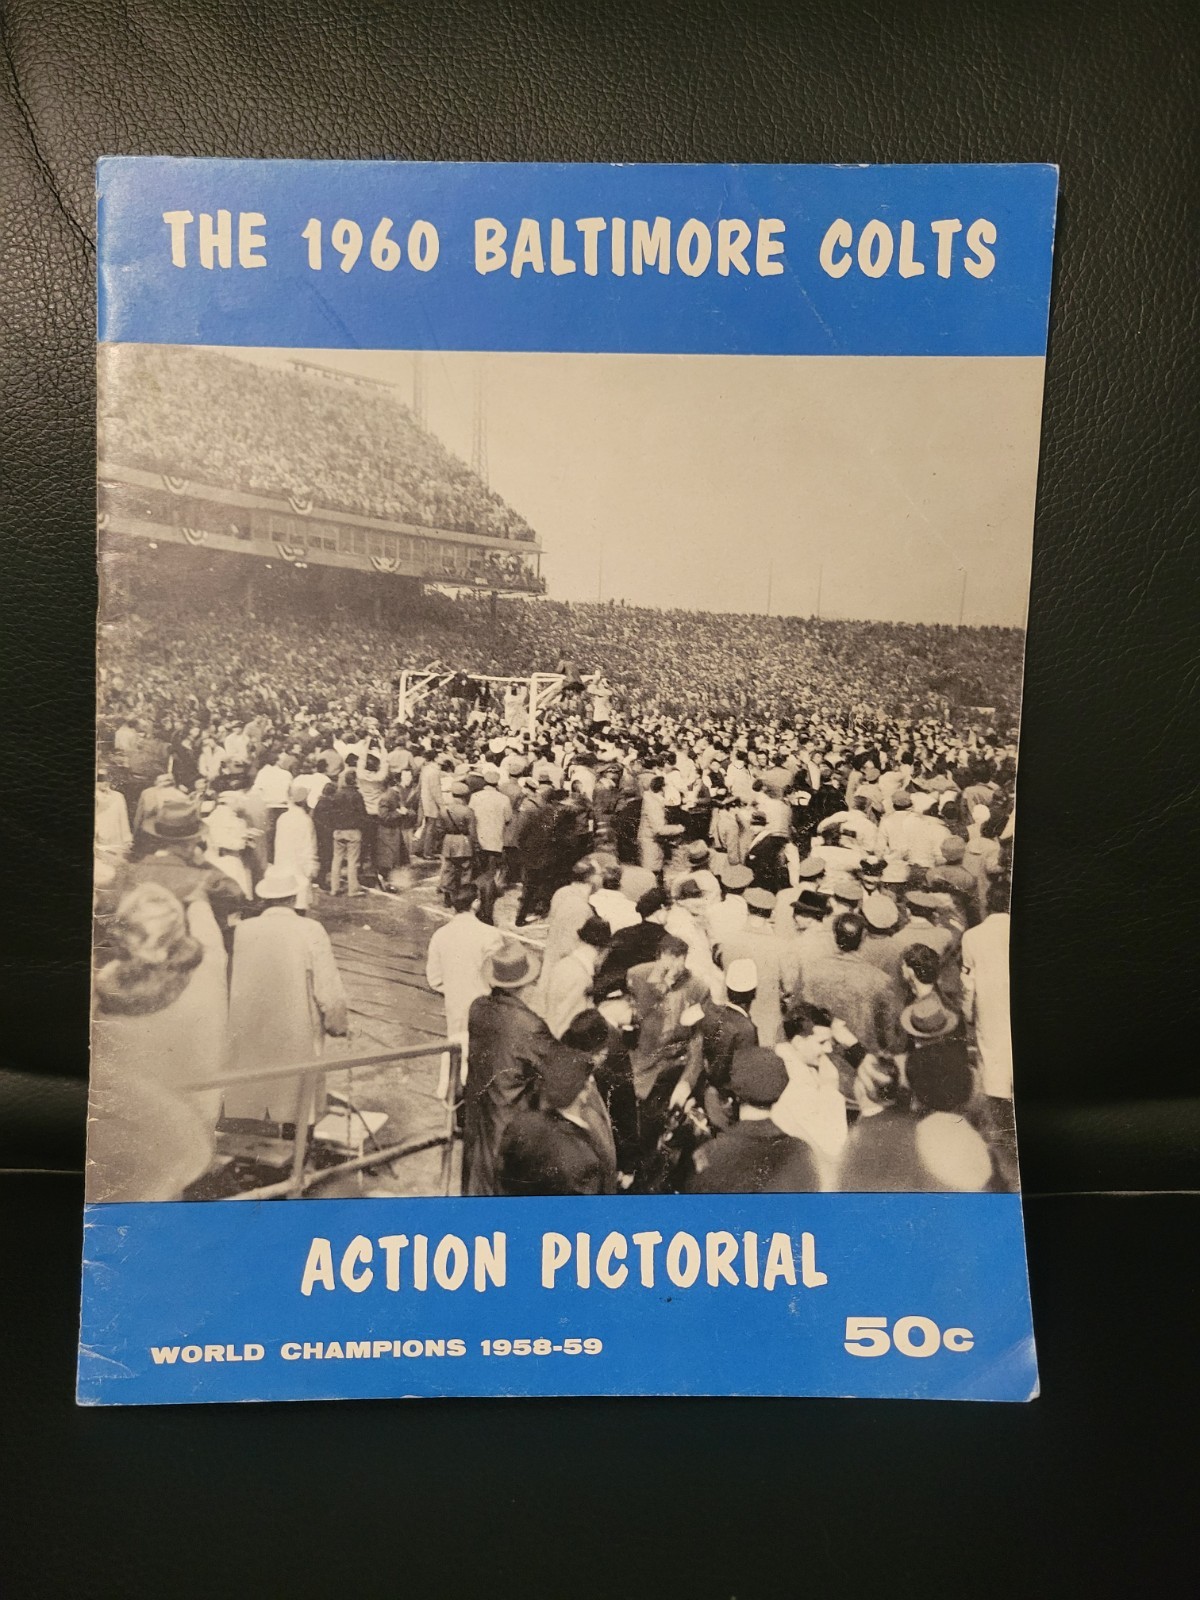 THE 1960 BALTIMORE COLTS
ACTION PICTORIAL
WORLD CHAMPIONS 1958-59
50c